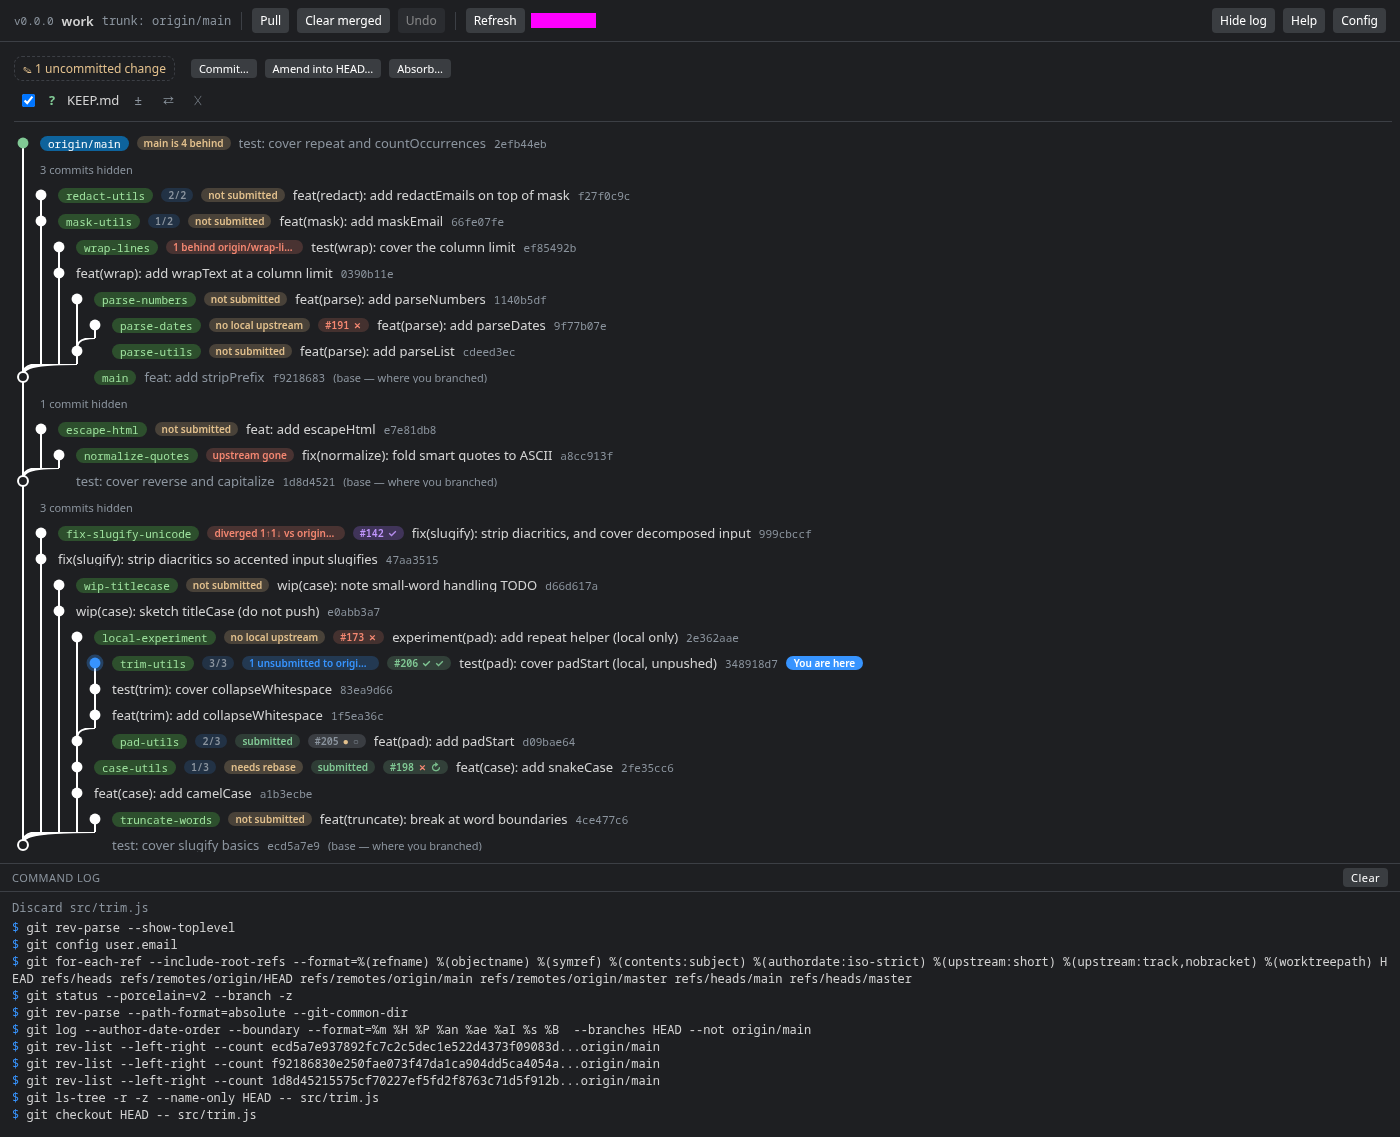 v0.0.0 work trunk: origin/main Pull Clear merged Undo Refresh Hide log Help Config
✎ 1 uncommitted change Commit... Amend into HEAD... Absorb...
? KEEP.md ± ⇄ X
origin/main main is 4 behind test: cover repeat and countOccurrences 2efb44eb
3 commits hidden
redact-utils 2/2 not submitted feat(redact): add redactEmails on top of mask f27f0c9c
mask-utils 1/2 not submitted feat(mask): add maskEmail 66fe07fe
wrap-lines 1 behind origin/wrap-li... test(wrap): cover the column limit ef85492b
feat(wrap): add wrapText at a column limit 0390b11e
parse-numbers not submitted feat(parse): add parseNumbers 1140b5df
parse-dates no local upstream #191 × feat(parse): add parseDates 9f77b07e
parse-utils not submitted feat(parse): add parseList cdeed3ec
main feat: add stripPrefix f9218683 (base — where you branched)
1 commit hidden
escape-html not submitted feat: add escapeHtml e7e81db8
normalize-quotes upstream gone fix(normalize): fold smart quotes to ASCII a8cc913f
test: cover reverse and capitalize 1d8d4521 (base — where you branched)
3 commits hidden
fix-slugify-unicode diverged 1↑1↓ vs origin... #142 ✓ fix(slugify): strip diacritics, and cover decomposed input 999cbccf
fix(slugify): strip diacritics so accented input slugifies 47aa3515
wip-titlecase not submitted wip(case): note small-word handling TODO d66d617a
wip(case): sketch titleCase (do not push) e0abb3a7
local-experiment no local upstream #173 × experiment(pad): add repeat helper (local only) 2e362aae
trim-utils 3/3 1 unsubmitted to origi... #206 ✓ ✓ test(pad): cover padStart (local, unpushed) 348918d7 You are here
test(trim): cover collapseWhitespace 83ea9d66
feat(trim): add collapseWhitespace 1f5ea36c
pad-utils 2/3 submitted #205 ● ○ feat(pad): add padStart d09bae64
case-utils 1/3 needs rebase submitted #198 × ↻ feat(case): add snakeCase 2fe35cc6
feat(case): add camelCase a1b3ecbe
truncate-words not submitted feat(truncate): break at word boundaries 4ce477c6
test: cover slugify basics ecd5a7e9 (base — where you branched)
COMMAND LOG Clear
Discard src/trim.js
$ git rev-parse --show-toplevel
$ git config user.email
$ git for-each-ref --include-root-refs --format=%(refname) %(objectname) %(symref) %(contents:subject) %(authordate:iso-strict) %(upstream:short) %(upstream:track,nobracket) %(worktreepath) H
EAD refs/heads refs/remotes/origin/HEAD refs/remotes/origin/main refs/remotes/origin/master refs/heads/main refs/heads/master
$ git status --porcelain=v2 --branch -z
$ git rev-parse --path-format=absolute --git-common-dir
$ git log --author-date-order --boundary --format=%m %H %P %an %ae %aI %s %B --branches HEAD --not origin/main
$ git rev-list --left-right --count ecd5a7e937892fc7c2c5dec1e522d4373f09083d...origin/main
$ git rev-list --left-right --count f92186830e250fae073f47da1ca904dd5ca4054a...origin/main
$ git rev-list --left-right --count 1d8d45215575cf70227ef5fd2f8763c71d5f912b...origin/main
$ git ls-tree -r -z --name-only HEAD -- src/trim.js
$ git checkout HEAD -- src/trim.js